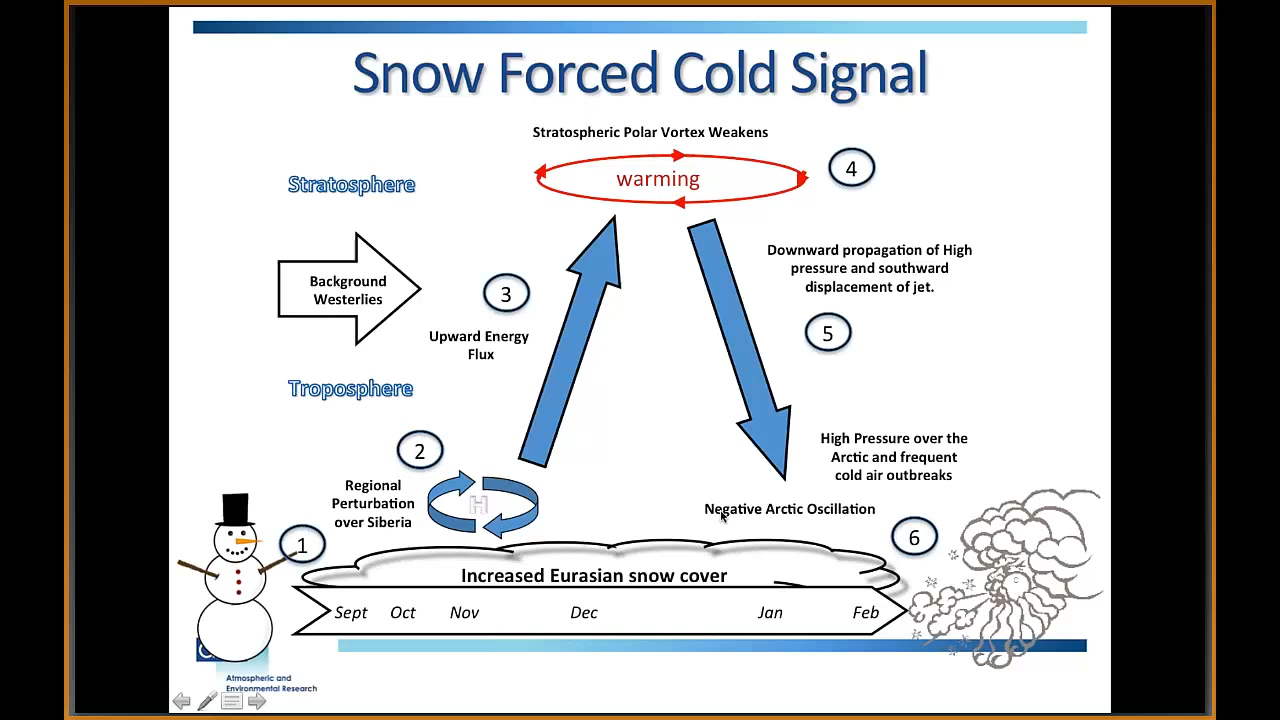 Snow Forced Cold Signal
Stratospheric Polar Vortex Weakens
warming
4
Stratosphere
Background
Westerlies
3
Upward Energy
Flux
Downward propagation of High
pressure and southward
displacement of jet.
5
Troposphere
2
Regional
Perturbation
over Siberia
H
High Pressure over the
Arctic and frequent
cold air outbreaks
Negative Arctic Oscillation
6
1
Increased Eurasian snow cover
Sept Oct Nov Dec Jan Feb
Atmospheric and
Environmental Research